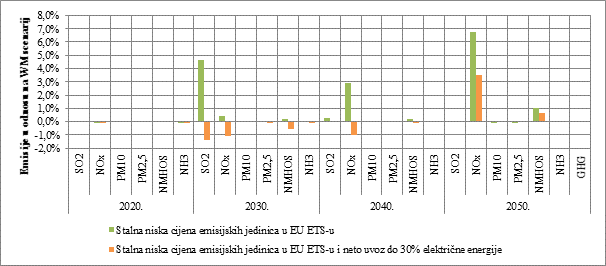 Emisije u odnosu na WM scenarij
8,0%
7,0%
6,0%
5,0%
4,0%
3,0%
2,0%
1,0%
0,0%
-1,0%
-2,0%
SO2 NOx PM10 PM2,5 NMHOS NH3 SO2 NOx PM10 PM2,5 NMHOS NH3 SO2 NOx PM10 PM2,5 NMHOS NH3 SO2 NOx PM10 PM2,5 NMHOS NH3 GHG
2020. 2030. 2040. 2050.
Stalna niska cijena emisijskih jedinica u EU ETS-u
Stalna niska cijena emisijskih jedinica u EU ETS-u i neto uvoz do 30% električne energije